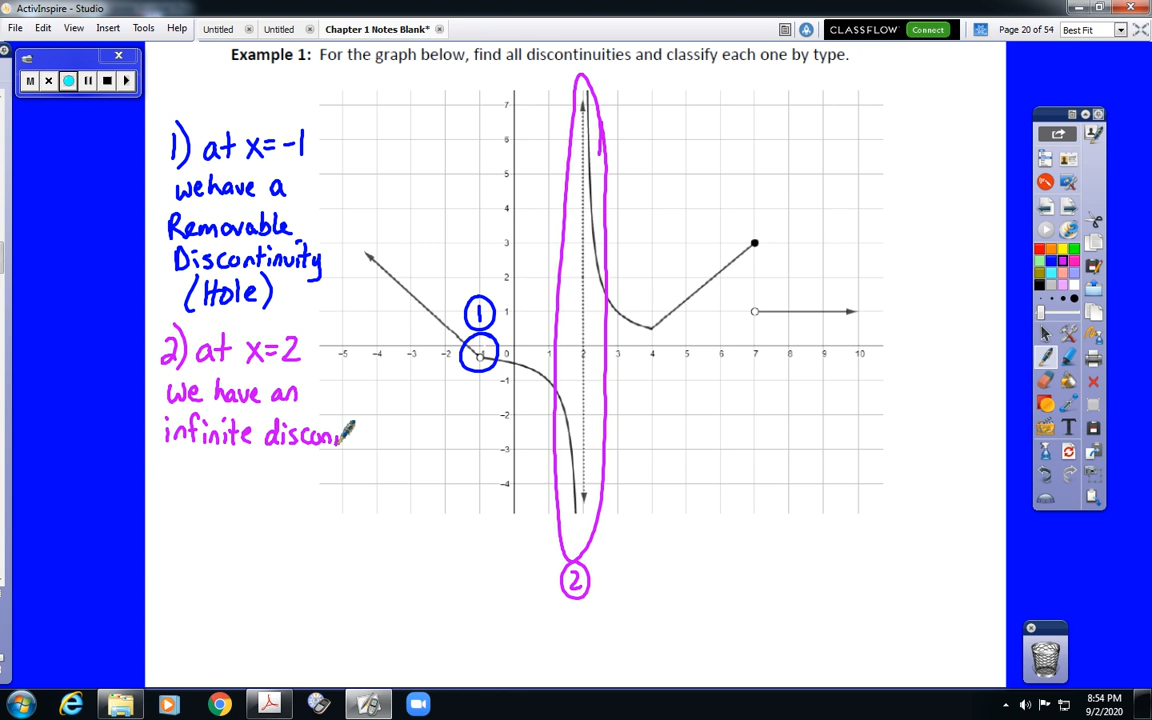 ActivInspire - Studio
File Edit View Insert Tools Help
Untitled Untitled Chapter 1 Notes Blank*
CLASSFLOW Connect
Page 20 of 54 Best Fit
Example 1: For the graph below, find all discontinuities and classify each one by type.
1) at x=-1
we have a
Removable
Discontinuity
(Hole)
2) at x=2
we have an
infinite discon
1
2
7
6
5
4
3
2
1
-5 -4 -3 -2 -1 0 1 2 3 4 5 6 7 8 9 10
-1
-2
-3
-4
M
T
8:54 PM
9/2/2020